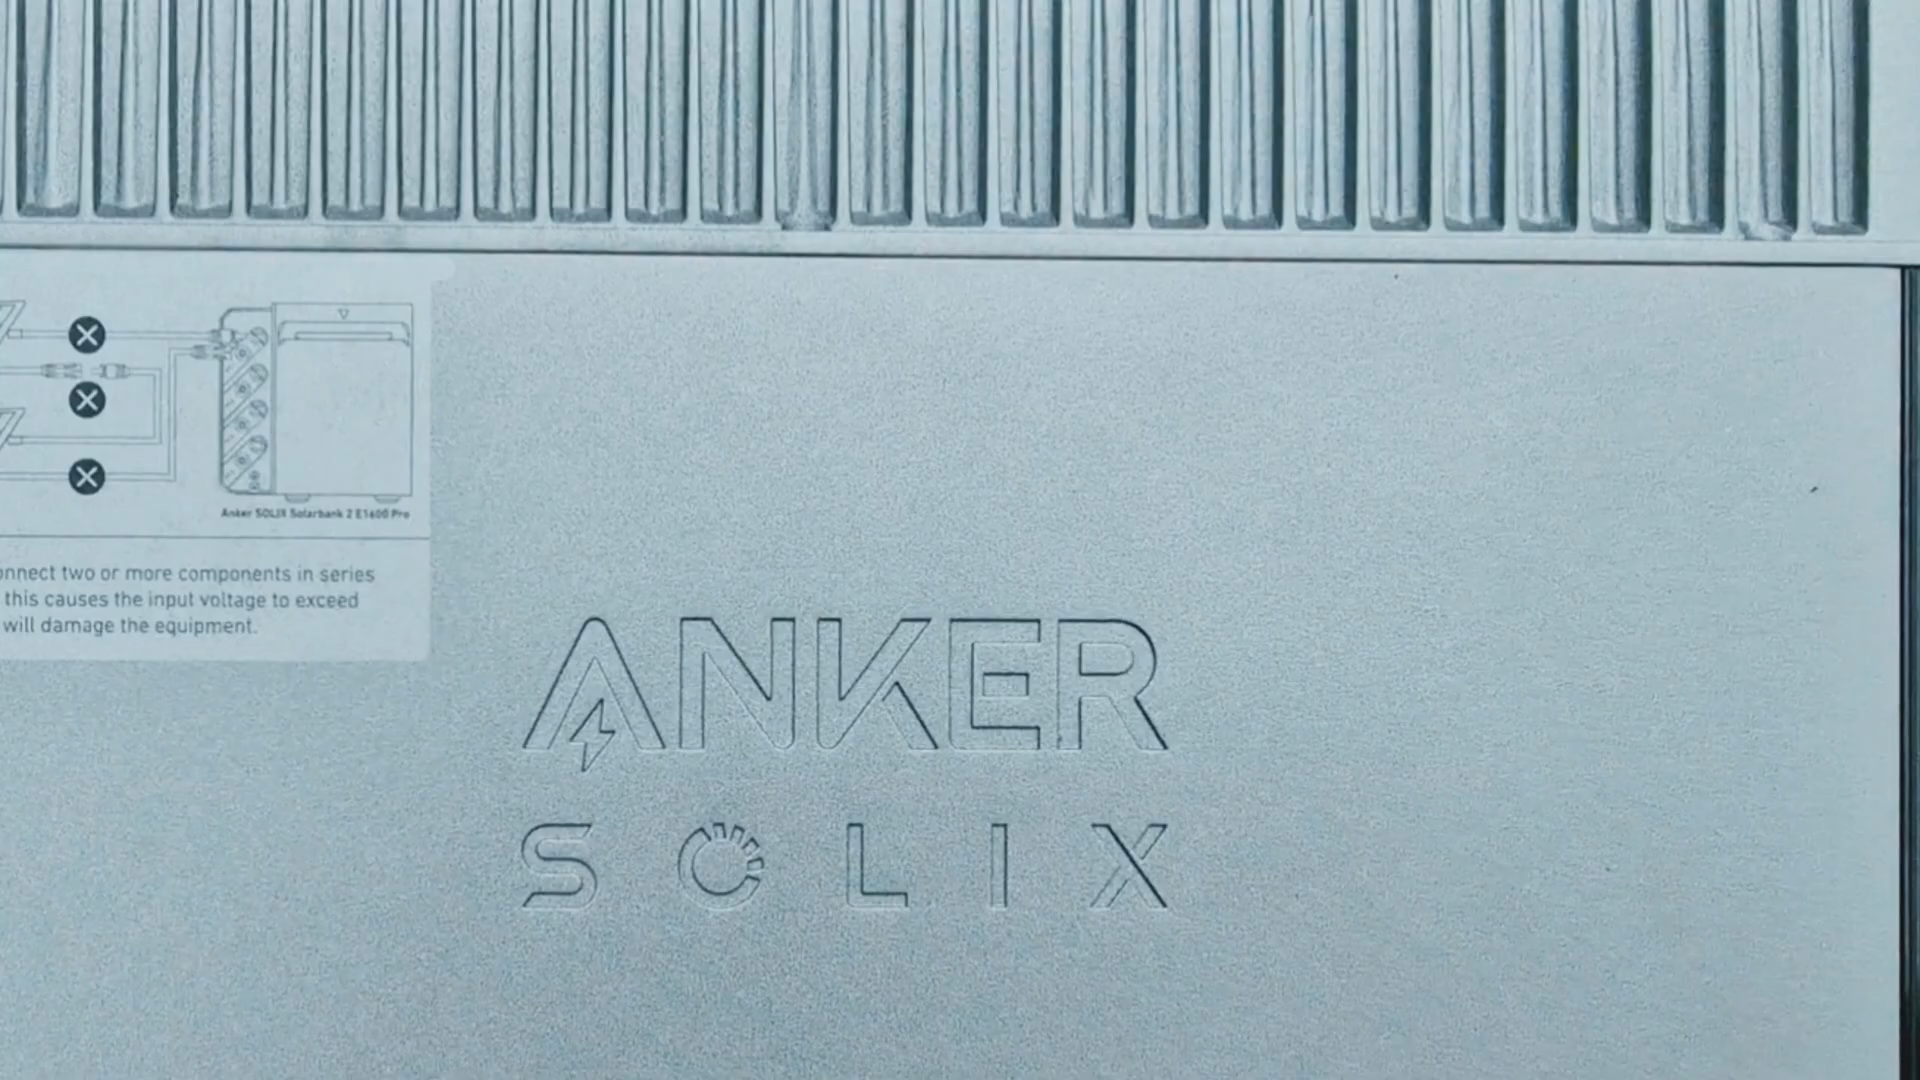 Anker SOLIX Solarbank 2 E1600 Pro
onnect two or more components in series
this causes the input voltage to exceed
will damage the equipment.
ANKER
SOLIX